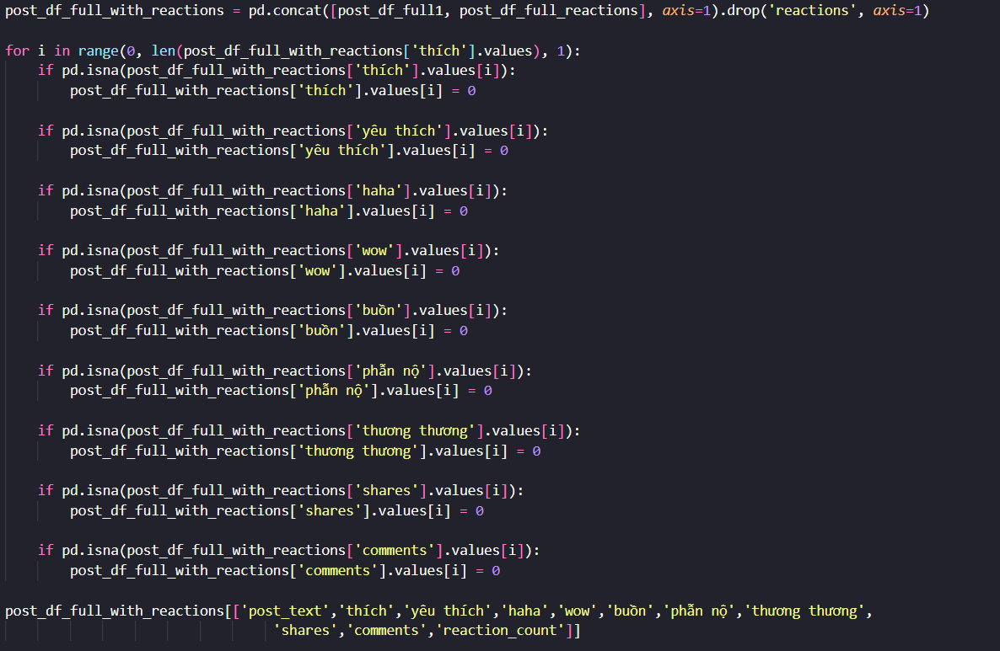 post_df_full_with_reactions = pd.concat([post_df_full1, post_df_full_reactions], axis=1).drop('reactions', axis=1)
for i in range(0, len(post_df_full_with_reactions['thích'].values), 1):
    if pd.isna(post_df_full_with_reactions['thích'].values[i]):
        post_df_full_with_reactions['thích'].values[i] = 0
    if pd.isna(post_df_full_with_reactions['yêu thích'].values[i]):
        post_df_full_with_reactions['yêu thích'].values[i] = 0
    if pd.isna(post_df_full_with_reactions['haha'].values[i]):
        post_df_full_with_reactions['haha'].values[i] = 0
    if pd.isna(post_df_full_with_reactions['wow'].values[i]):
        post_df_full_with_reactions['wow'].values[i] = 0
    if pd.isna(post_df_full_with_reactions['buồn'].values[i]):
        post_df_full_with_reactions['buồn'].values[i] = 0
    if pd.isna(post_df_full_with_reactions['phẫn nộ'].values[i]):
        post_df_full_with_reactions['phẫn nộ'].values[i] = 0
    if pd.isna(post_df_full_with_reactions['thương thương'].values[i]):
        post_df_full_with_reactions['thương thương'].values[i] = 0
    if pd.isna(post_df_full_with_reactions['shares'].values[i]):
        post_df_full_with_reactions['shares'].values[i] = 0
    if pd.isna(post_df_full_with_reactions['comments'].values[i]):
        post_df_full_with_reactions['comments'].values[i] = 0
post_df_full_with_reactions[['post_text','thích','yêu thích','haha','wow','buồn','phẫn nộ','thương thương',
                                 'shares','comments','reaction_count']]